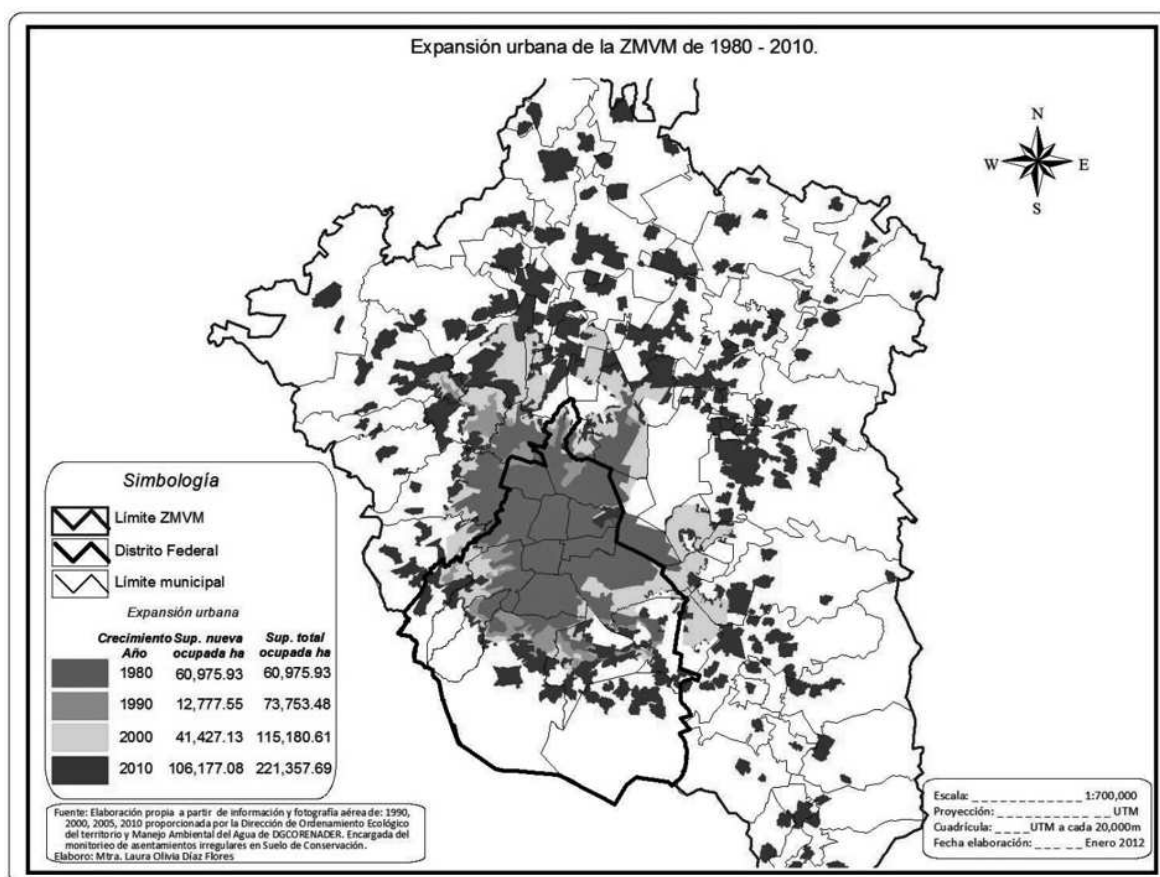 Expansión urbana de la ZMVM de 1980 - 2010.
N
W E
S
Simbología
Límite ZMVM
Distrito Federal
Límite municipal
Expansión urbana
Crecimiento Sup. nueva Sup. total
Año ocupada ha ocupada ha
1980 60,975.93 60,975.93
1990 12,777.55 73,753.48
2000 41,427.13 115,180.61
2010 106,177.08 221,357.69
Fuente: Elaboración propia a partir de información y fotografía aérea de: 1990,
2000, 2005, 2010 proporcionada por la Dirección de Ordenamiento Ecológico
del territorio y Manejo Ambiental del Agua de DGCORENADER. Encargada del
monitorieo de asentamientos irregulares en Suelo de Conservación.
Elaboro: Mtra. Laura Olivia Díaz Flores
Escala: _ _ _ _ _ _ _ _ _ _ _ _ _ 1:700,000
Proyección: _ _ _ _ _ _ _ _ _ _ _ UTM
Cuadrícula: _ _ _ _ UTM a cada 20,000m
Fecha elaboración: _ _ _ _ _ Enero 2012